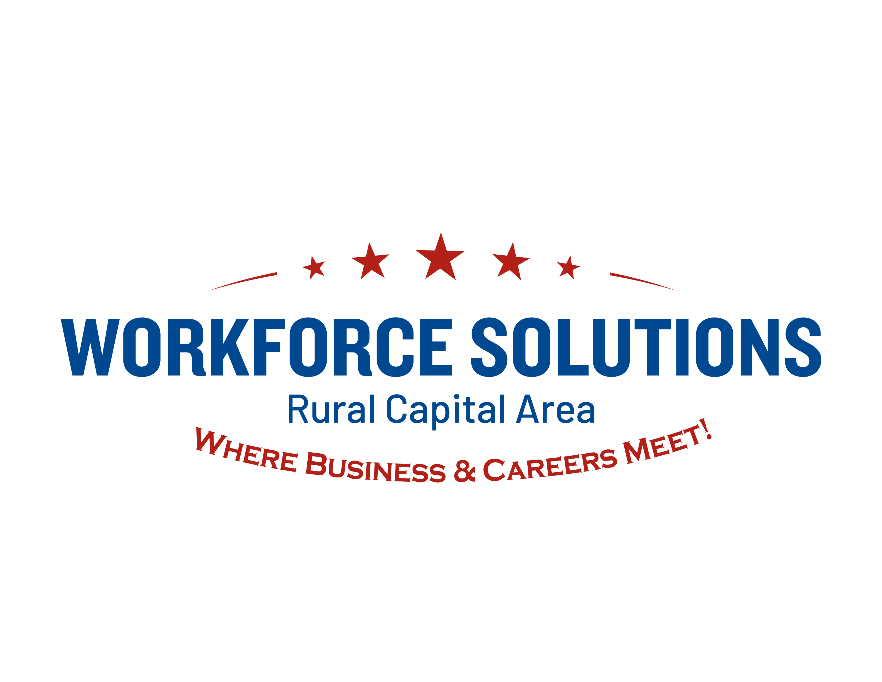 WORKFORCE SOLUTIONS
Rural Capital Area
WHERE BUSINESS & CAREERS MEET!